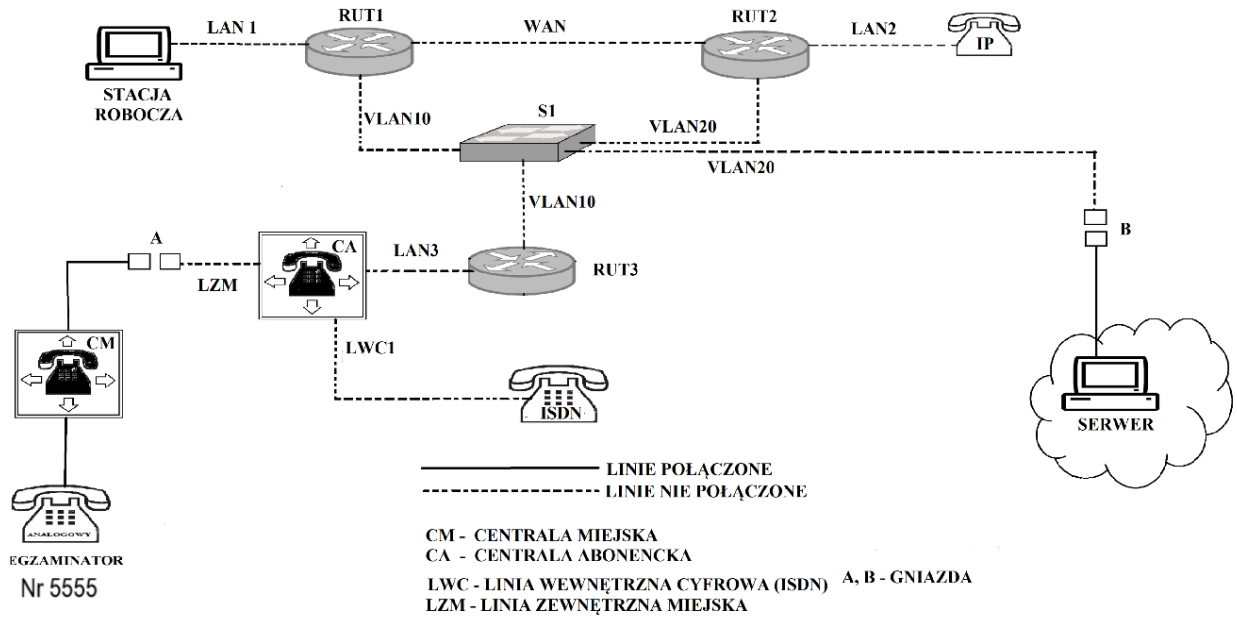 RUT1
RUT2
LAN 1
WAN
LAN2
IP
STACJA
ROBOCZA
VLAN10
S1
VLAN20
VLAN20
VLAN10
A
CA
LAN3
RUT3
B
LZM
CM
LWC1
ISDN
SERWER
LINIE POŁĄCZONE
LINIE NIE POŁĄCZONE
ANALOGOWY
EGZAMINATOR
Nr 5555
CM - CENTRALA MIEJSKA
CA - CENTRALA ABONENCKA
LWC - LINIA WEWNĘTRZNA CYFROWA (ISDN) A, B - GNIAZDA
LZM - LINIA ZEWNĘTRZNA MIEJSKA